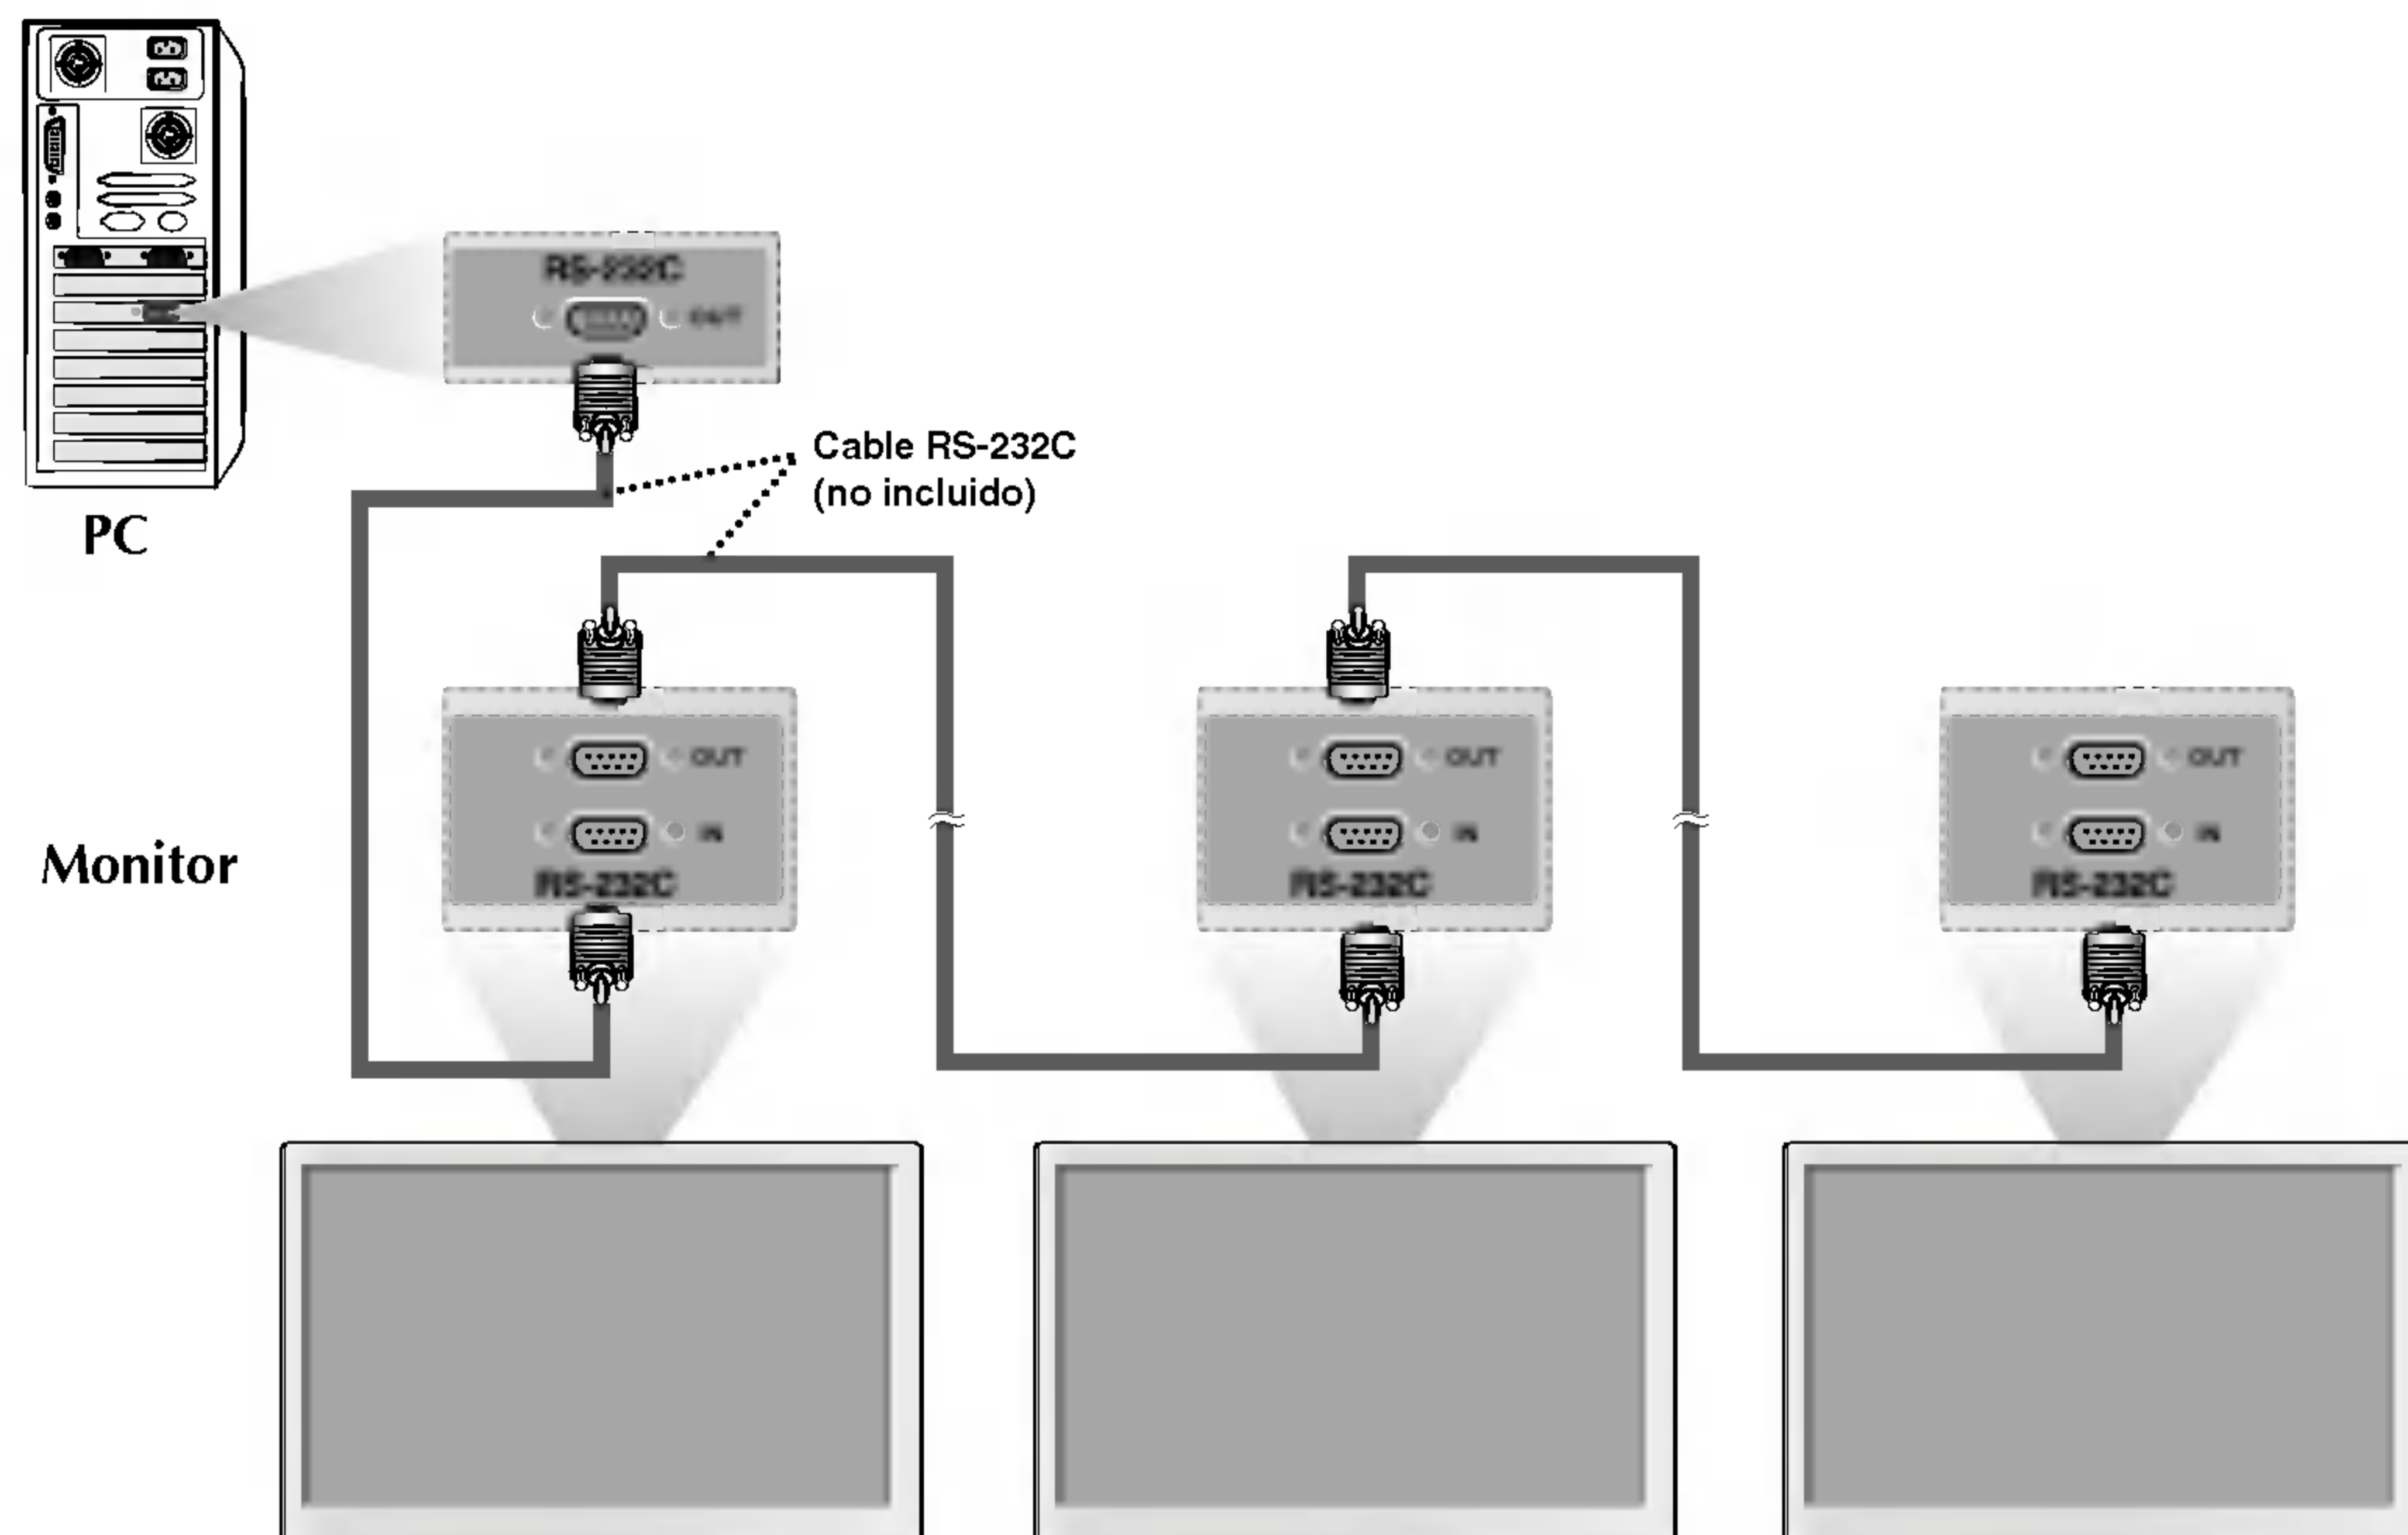 RS-232C
OUT
Cable RS-232C
(no incluido)
PC
OUT
OUT
OUT
IN
IN
IN
Monitor
RS-232C
RS-232C
RS-232C